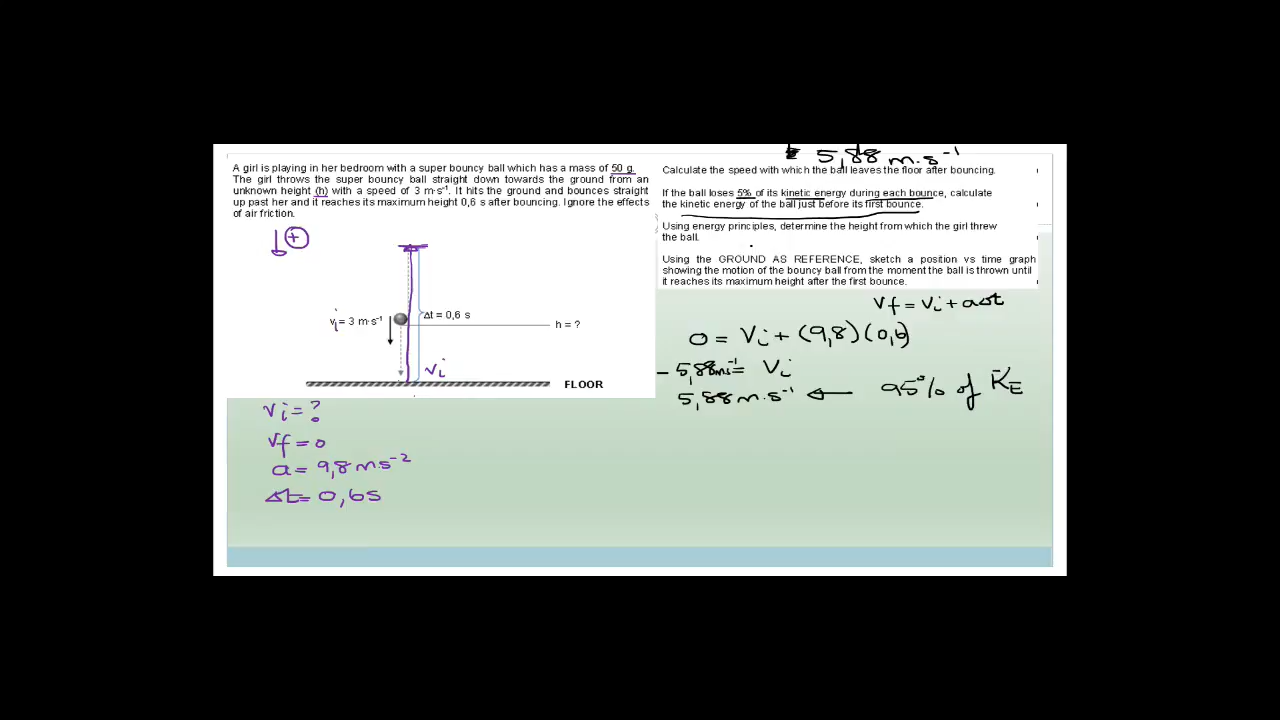 A girl is playing in her bedroom with a super bouncy ball which has a mass of 50 g.
The girl throws the super bouncy ball straight down towards the ground from an
unknown height (h) with a speed of 3 m·s⁻¹. It hits the ground and bounces straight
up past her and it reaches its maximum height 0,6 s after bouncing. Ignore the effects
of air friction.
+
Δt = 0,6 s
vi = 3 m·s⁻¹
h = ?
vi
FLOOR
vi = ?
vf = 0
a = 9,8 m·s⁻²
Δt = 0,6s
5,88 m.s⁻¹
Calculate the speed with which the ball leaves the floor after bouncing.
If the ball loses 5% of its kinetic energy during each bounce, calculate
the kinetic energy of the ball just before its first bounce.
Using energy principles, determine the height from which the girl threw
the ball.
Using the GROUND AS REFERENCE, sketch a position vs time graph
showing the motion of the bouncy ball from the moment the ball is thrown until
it reaches its maximum height after the first bounce.
vf = vi + aΔt
0 = vi + (9,8)(0,6)
- 5,88ms⁻¹ = vi
5,88 m.s⁻¹ ← 95% of KE